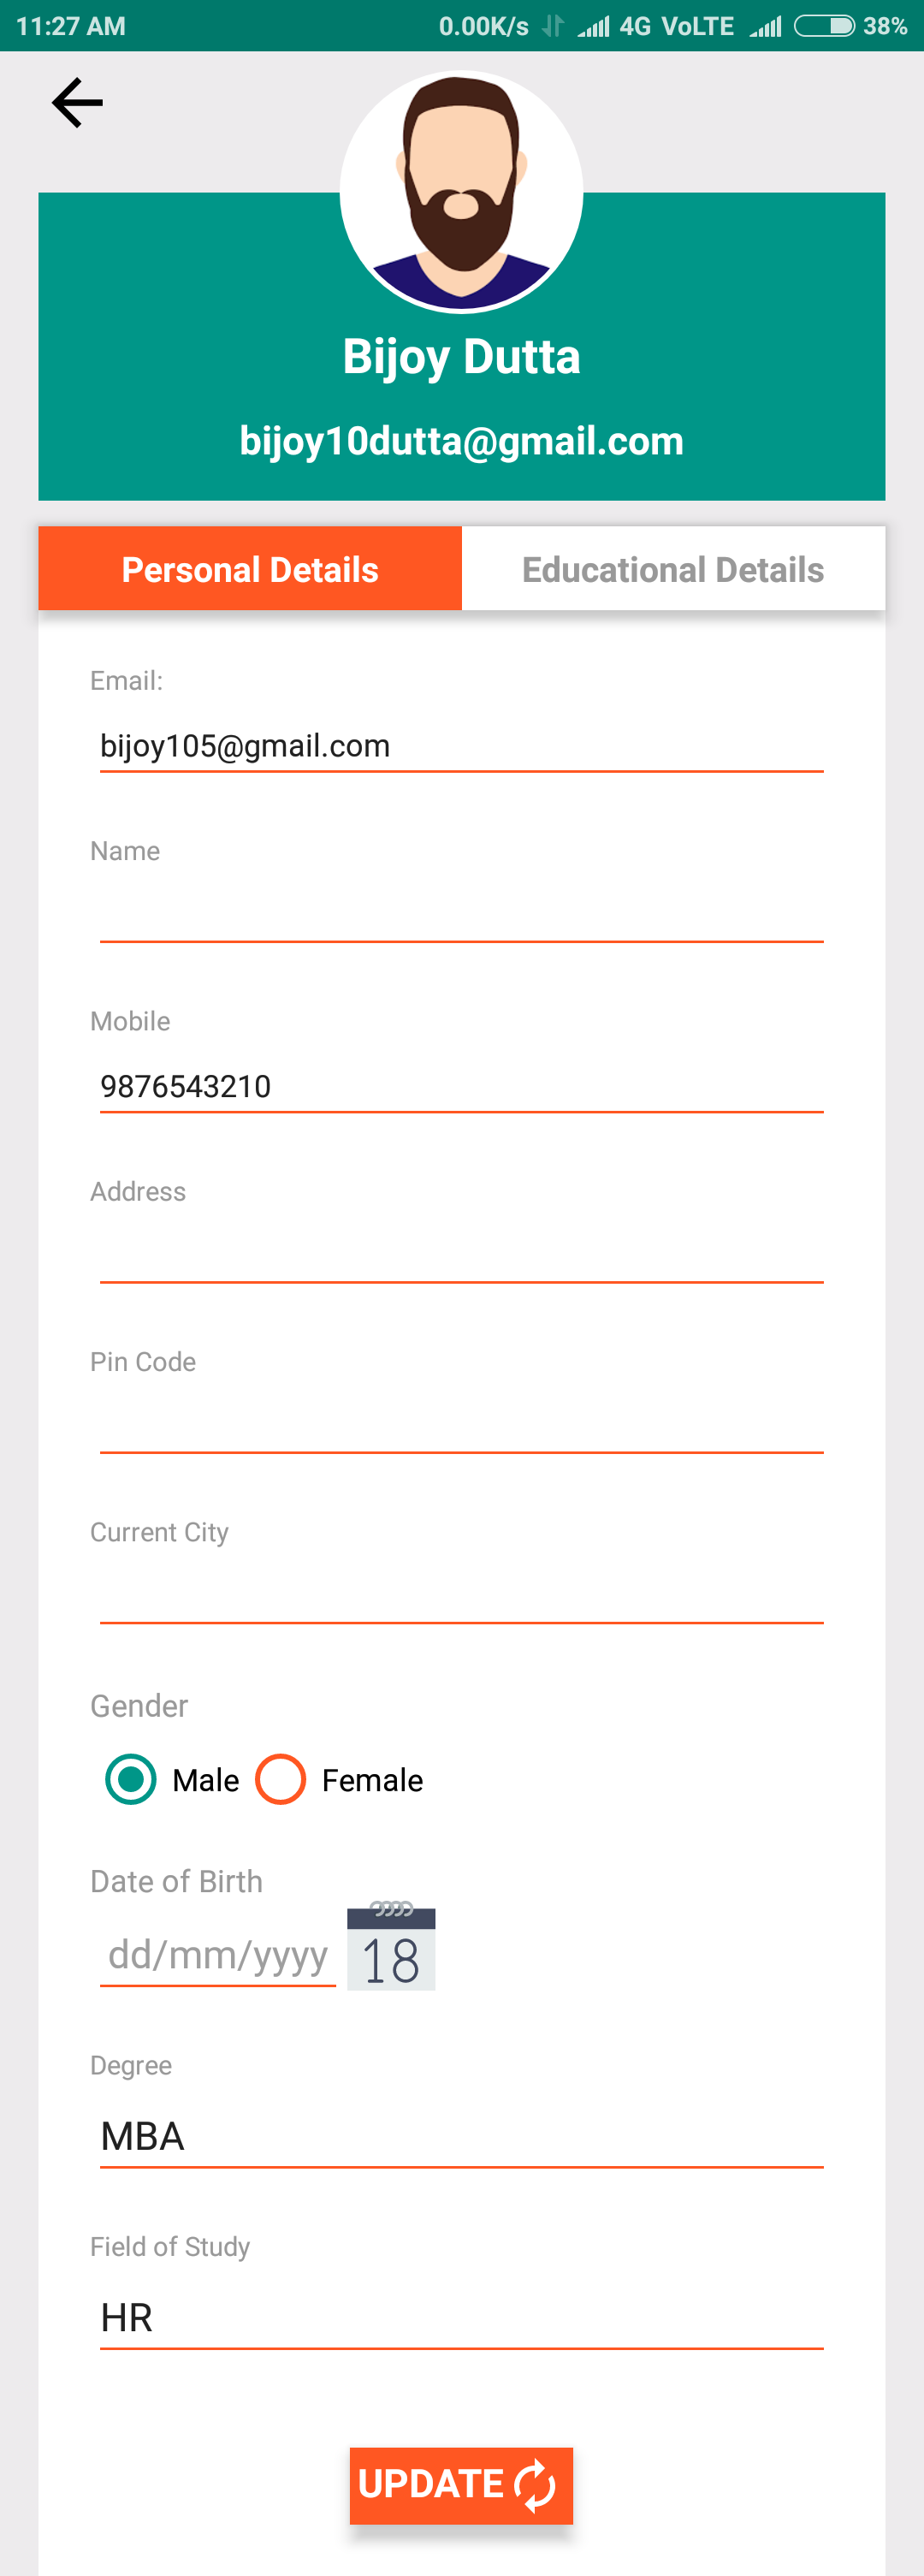 11:27 AM 0.00K/s 4G VoLTE 38%
Bijoy Dutta
bijoy10dutta@gmail.com
Personal Details Educational Details
Email:
bijoy105@gmail.com
Name
Mobile
9876543210
Address
Pin Code
Current City
Gender
Male Female
Date of Birth
dd/mm/yyyy 18
Degree
MBA
Field of Study
HR
UPDATE